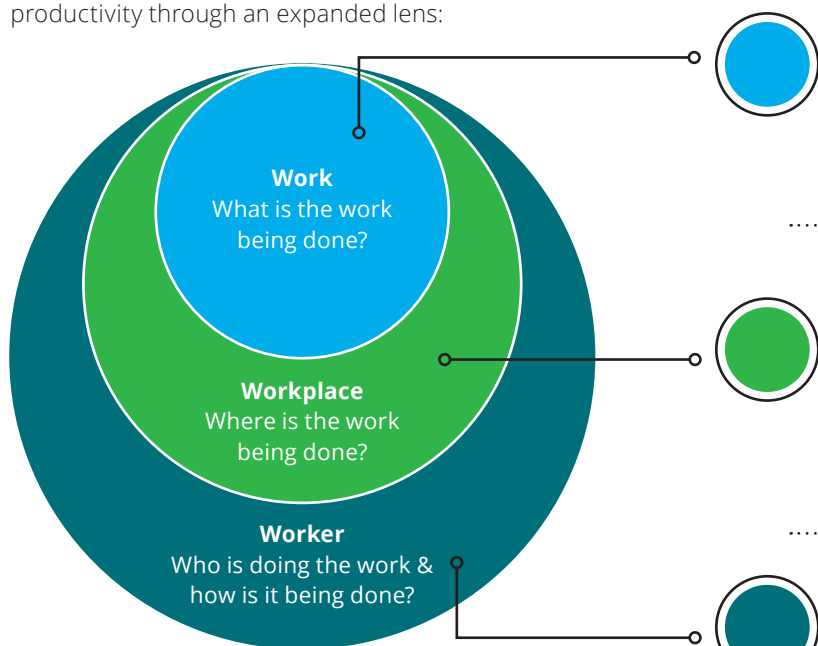 productivity through an expanded lens:
Work
What is the work
being done?
Workplace
Where is the work
being done?
Worker
Who is doing the work &
how is it being done?